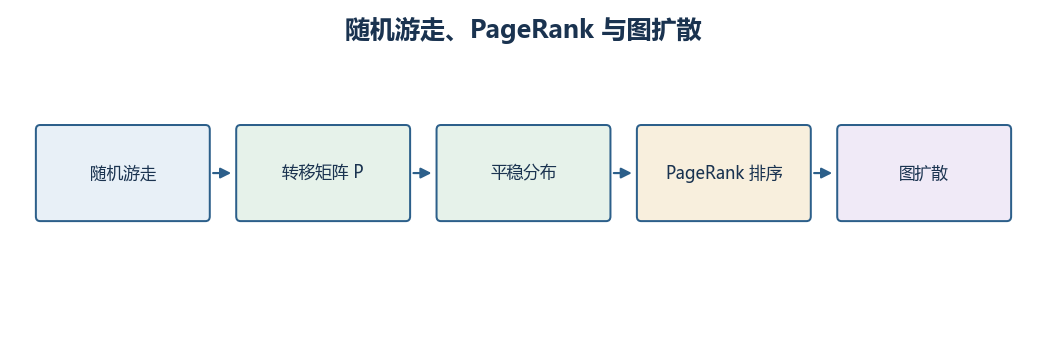 随机游走、PageRank 与图扩散
随机游走
转移矩阵 P
平稳分布
PageRank 排序
图扩散